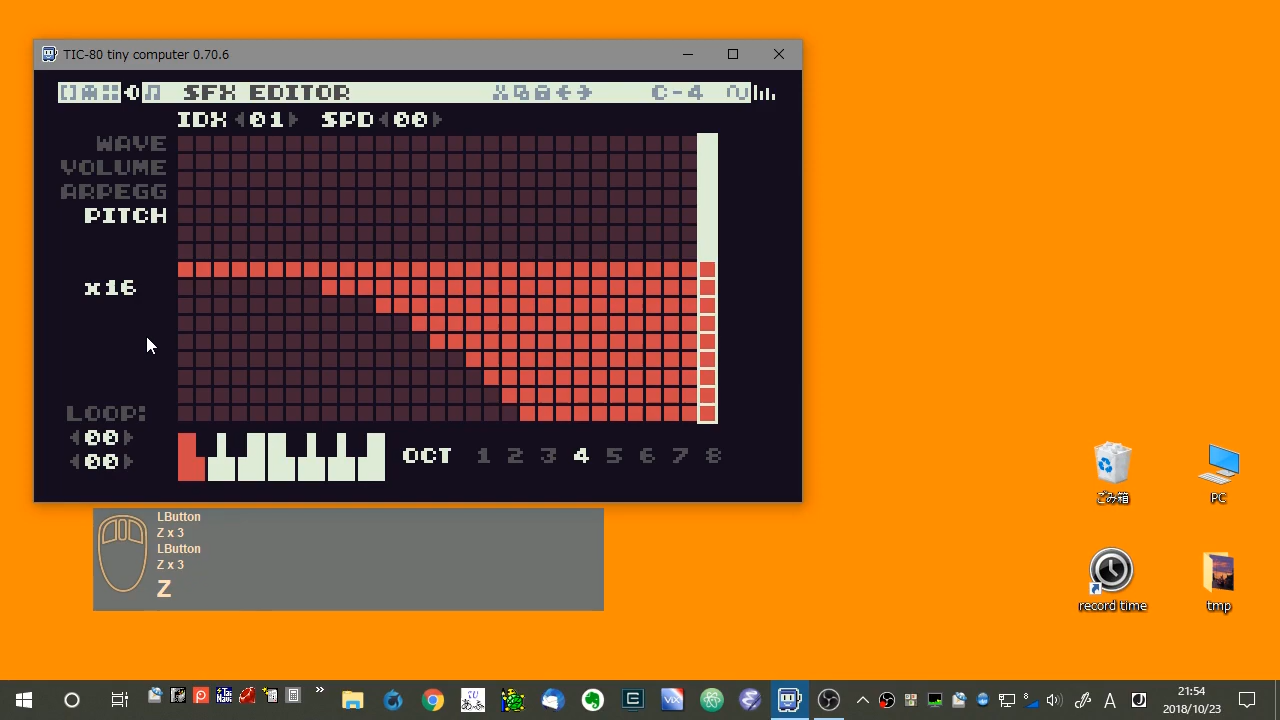 TIC-80 tiny computer 0.70.6
SFX EDITOR
C-4
IDX 01 SPD 00
WAVE
VOLUME
ARPEGG
PITCH
x16
LOOP:
00
00
OCT 1 2 3 4 5 6 7 8
LButton
Z x 3
LButton
Z x 3
Z
ごみ箱
PC
record time
tmp
A
21:54
2018/10/23